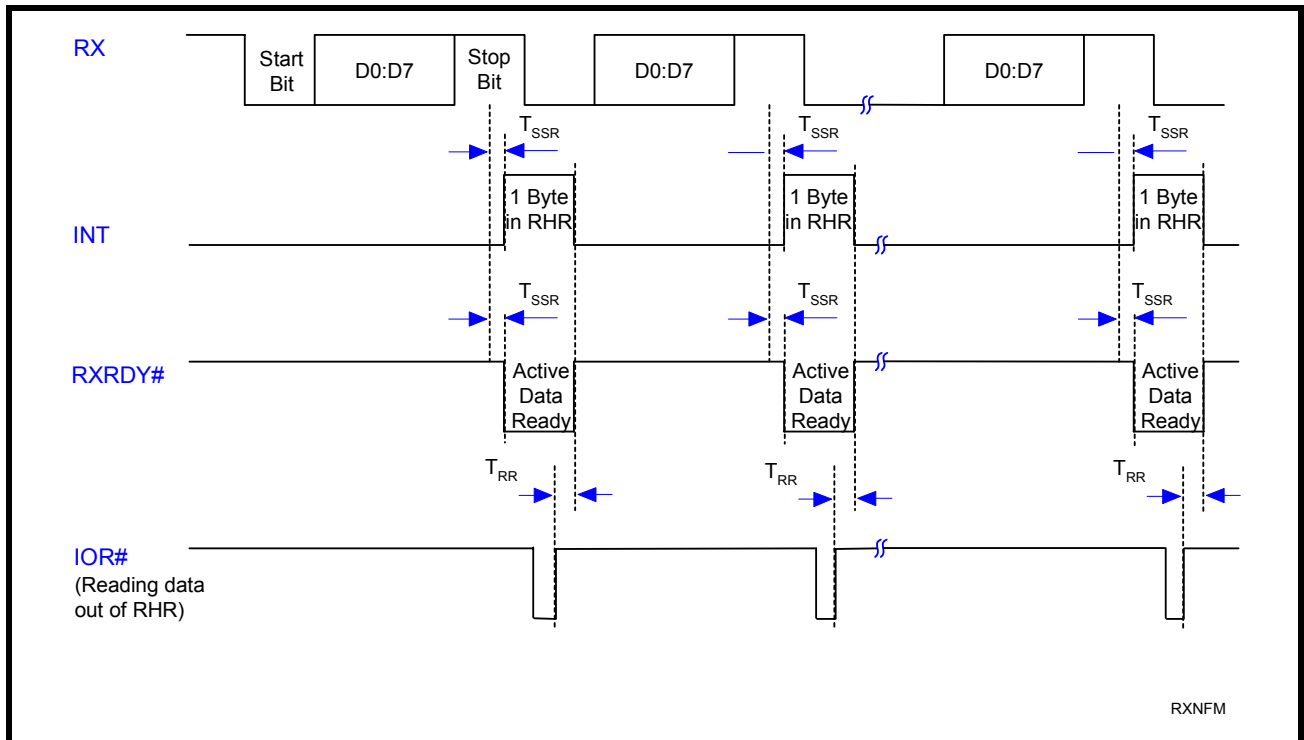 RX
Start
Bit
D0:D7
Stop
Bit
D0:D7
D0:D7
TSSR
TSSR
TSSR
INT
1 Byte
in RHR
1 Byte
in RHR
1 Byte
in RHR
TSSR
TSSR
TSSR
RXRDY#
Active
Data
Ready
Active
Data
Ready
Active
Data
Ready
TRR
TRR
TRR
IOR#
(Reading data
out of RHR)
RXNFM